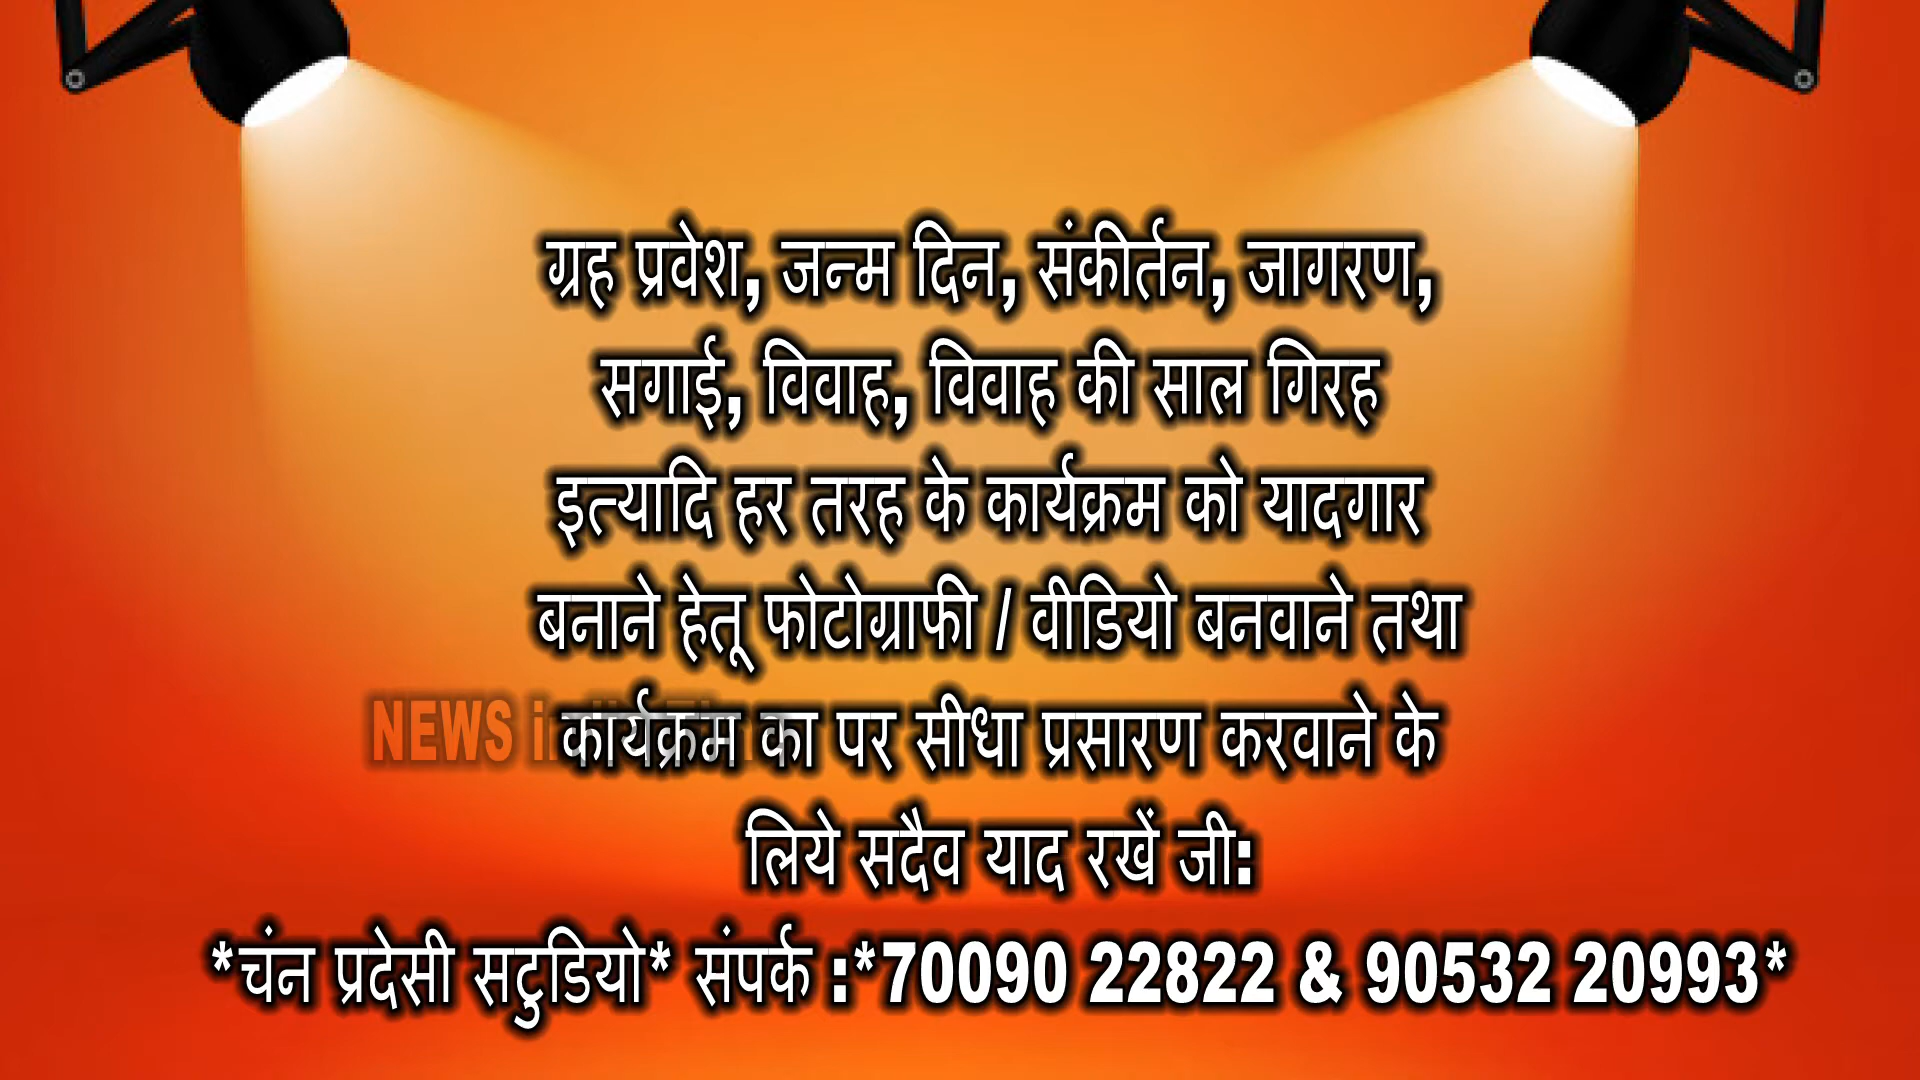 ग्रह प्रवेश, जन्म दिन, संकीर्तन, जागरण,
सगाई, विवाह, विवाह की साल गिरह
इत्यादि हर तरह के कार्यक्रम को यादगार
बनाने हेतू फोटोग्राफी / वीडियो बनवाने तथा
NEWS
कार्यक्रम का पर सीधा प्रसारण करवाने के
लिये सदैव याद रखें जी:
*चंन प्रदेसी सटुडियो* संपर्क :*70090 22822 & 90532 20993*